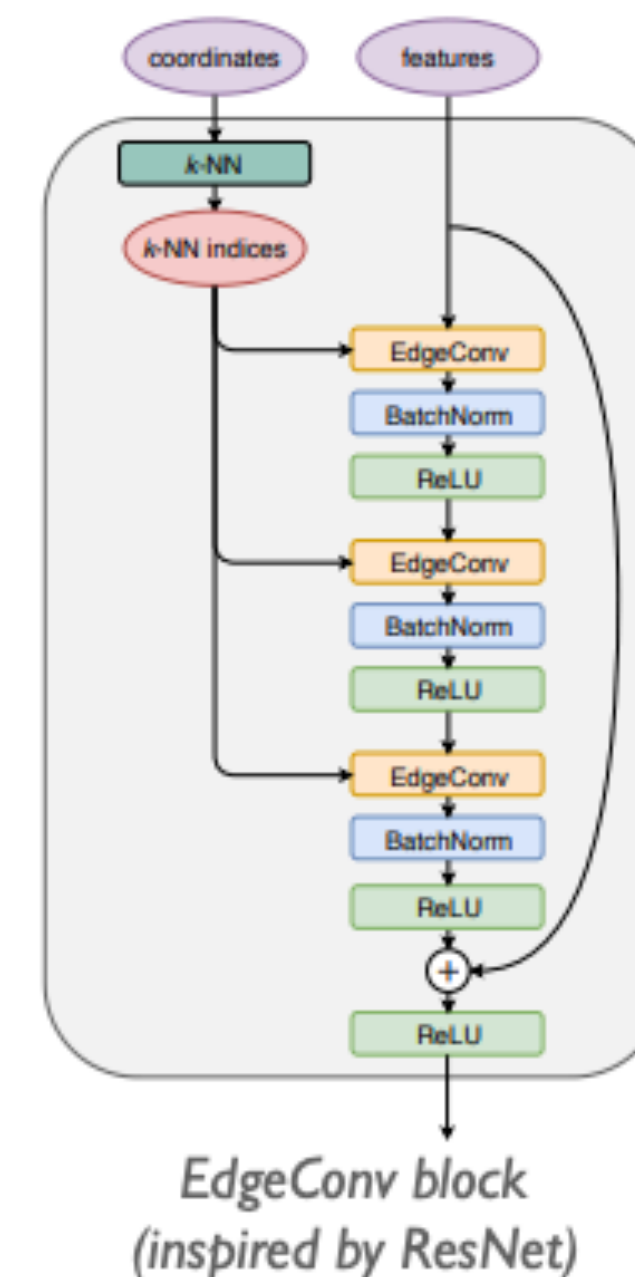 coordinates
features
k-NN
k-NN indices
EdgeConv
BatchNorm
ReLU
EdgeConv
BatchNorm
ReLU
EdgeConv
BatchNorm
ReLU
+
ReLU
EdgeConv block
(inspired by ResNet)